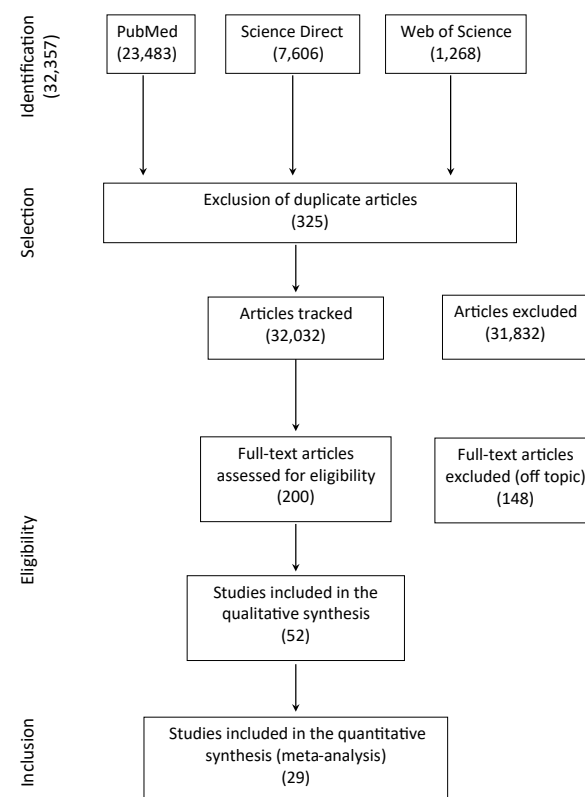 Identification
(32,357)
PubMed
(23,483)
Science Direct
(7,606)
Web of Science
(1,268)
Selection
Exclusion of duplicate articles
(325)
Articles tracked
(32,032)
Articles excluded
(31,832)
Eligibility
Full-text articles
assessed for eligibility
(200)
Full-text articles
excluded (off topic)
(148)
Studies included in the
qualitative synthesis
(52)
Inclusion
Studies included in the quantitative
synthesis (meta-analysis)
(29)